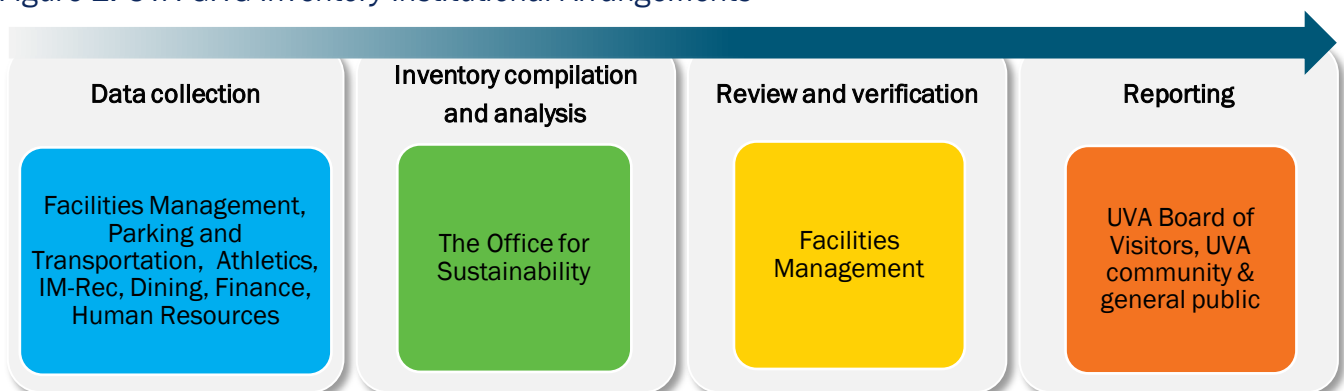 Data collection
Facilities Management,
Parking and
Transportation, Athletics,
IM-Rec, Dining, Finance,
Human Resources
Inventory compilation
and analysis
The Office for
Sustainability
Review and verification
Facilities
Management
Reporting
UVA Board of
Visitors, UVA
community &
general public